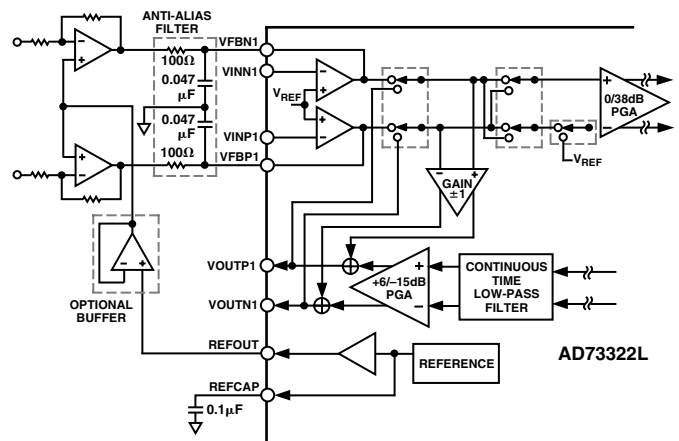 ANTI-ALIAS
FILTER
VFBN1
100Ω
0.047
μF
VINN1
VREF
0.047
μF
VINP1
100Ω
VFBP1
0/38dB
PGA
VREF
GAIN
±1
VOUTP1
+6/–15dB
PGA
CONTINUOUS
TIME
LOW-PASS
FILTER
VOUTN1
OPTIONAL
BUFFER
REFOUT
REFERENCE
AD73322L
REFCAP
0.1μF